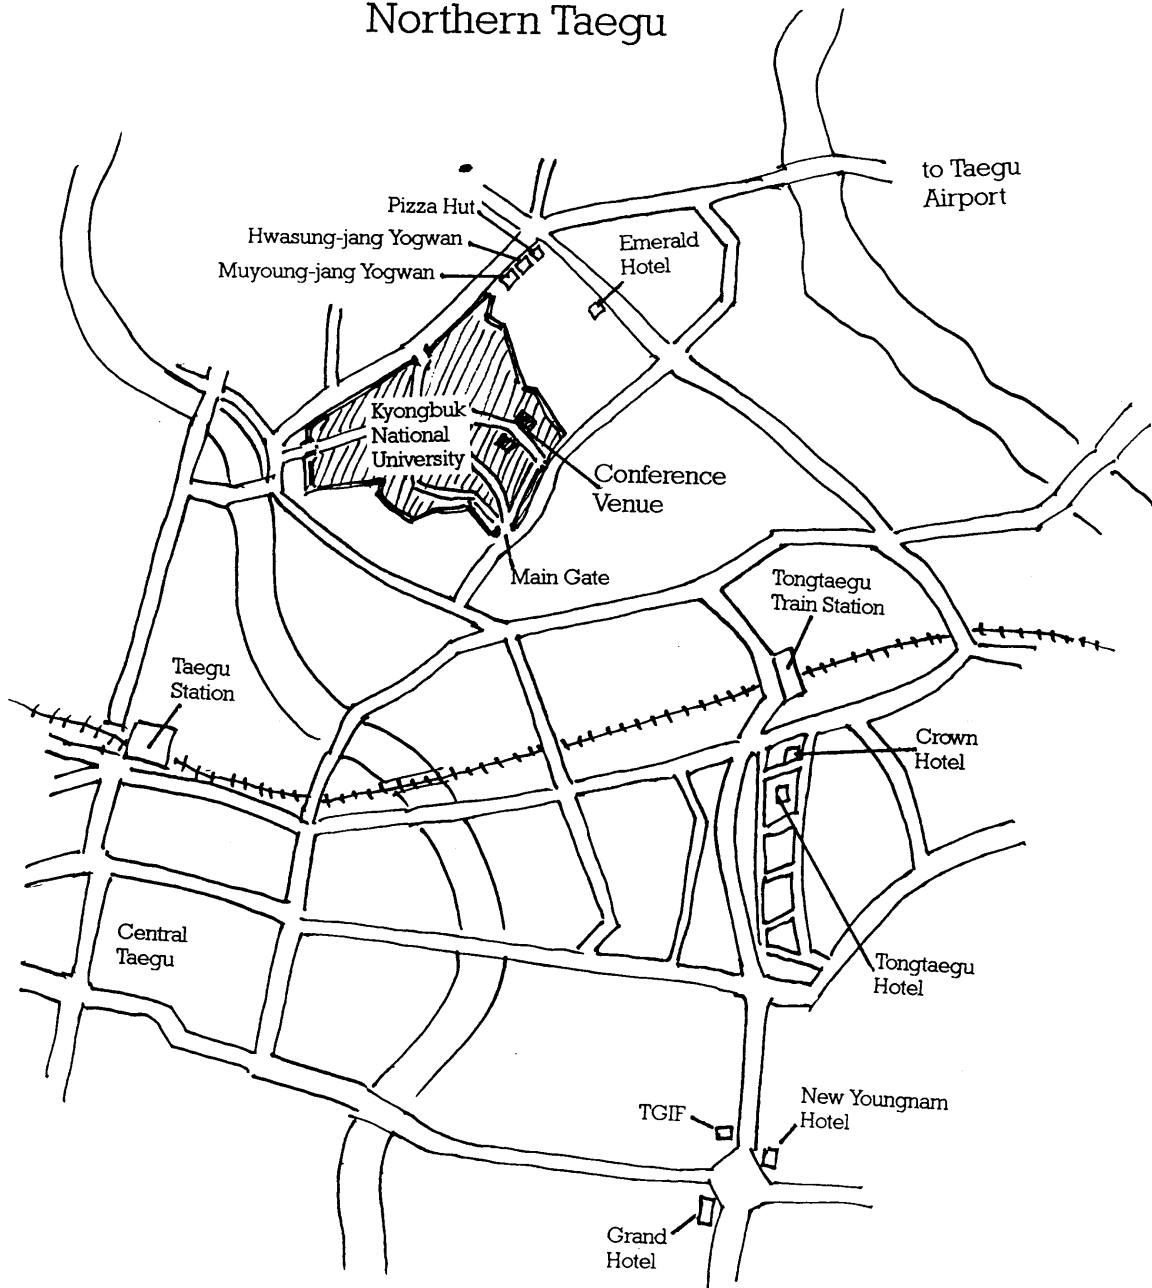 Northern Taegu
to Taegu
Airport
Pizza Hut
Hwasung-jang Yogwan
Muyoung-jang Yogwan
Emerald
Hotel
Kyongbuk
National
University
Conference
Venue
Main Gate
Tongtaegu
Train Station
Taegu
Station
Crown
Hotel
Central
Taegu
Tongtaegu
Hotel
TGIF
New Youngnam
Hotel
Grand
Hotel